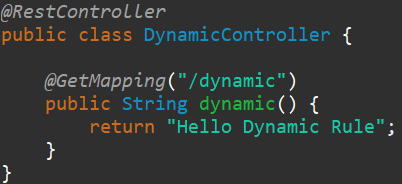 @RestController
public class DynamicController {
@GetMapping("/dynamic")
public String dynamic() {
return "Hello Dynamic Rule";
}
}